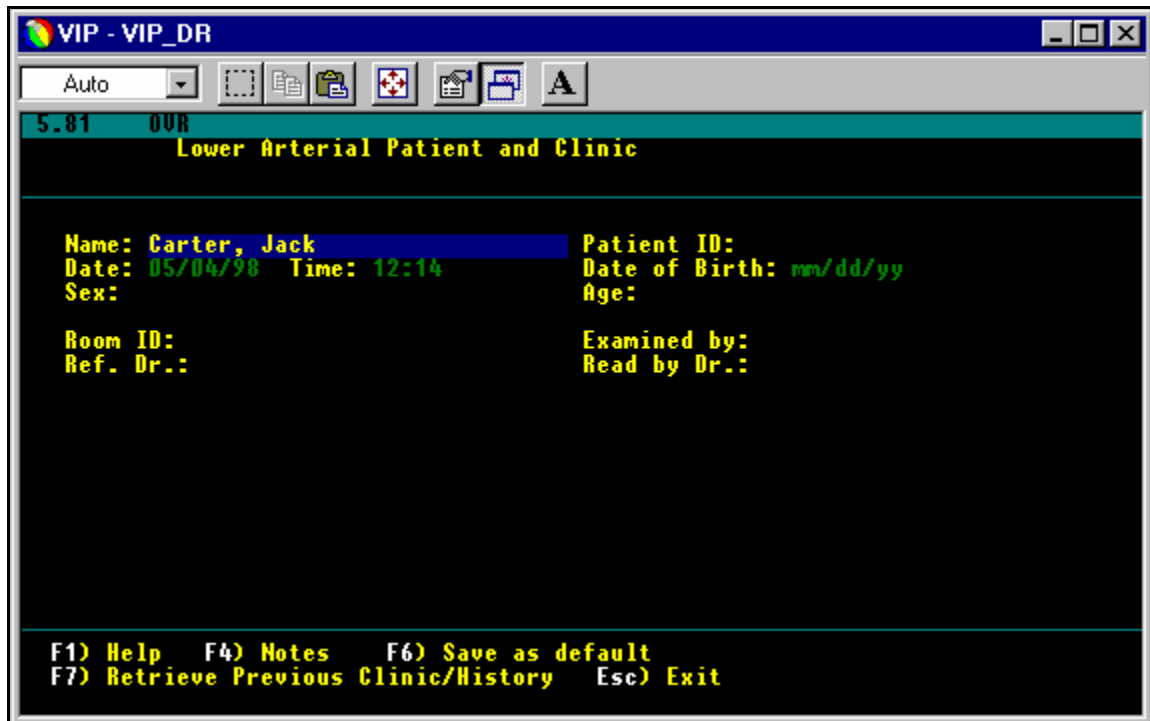 VIP - VIP_DR
Auto
A
5.81 OVR
Lower Arterial Patient and Clinic
Name: Carter, Jack Patient ID:
Date: 05/04/98 Time: 12:14 Date of Birth: mm/dd/yy
Sex: Age:
Room ID: Examined by:
Ref. Dr.: Read by Dr.:
F1) Help F4) Notes F6) Save as default
F7) Retrieve Previous Clinic/History Esc) Exit